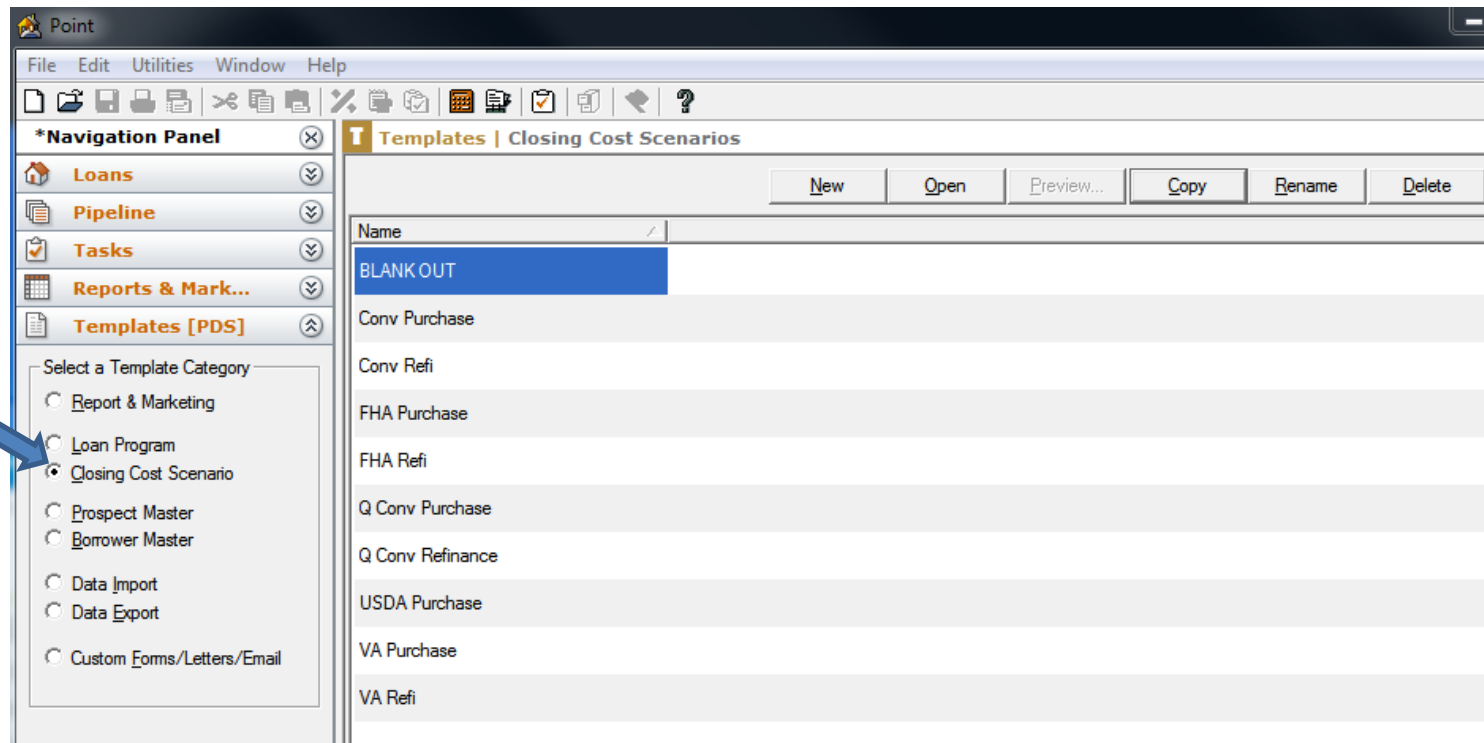 Point
File Edit Utilities Window Help
*Navigation Panel
Loans
Pipeline
Tasks
Reports & Mark...
Templates [PDS]
Select a Template Category
Report & Marketing
Loan Program
Closing Cost Scenario
Prospect Master
Borrower Master
Data Import
Data Export
Custom Forms/Letters/Email
T Templates | Closing Cost Scenarios
New Open Preview... Copy Rename Delete
Name
BLANK OUT
Conv Purchase
Conv Refi
FHA Purchase
FHA Refi
Q Conv Purchase
Q Conv Refinance
USDA Purchase
VA Purchase
VA Refi